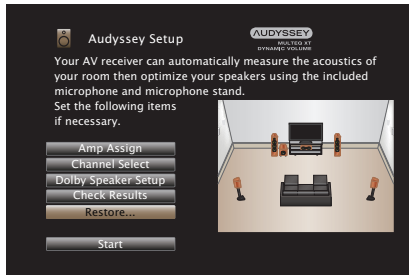 Audyssey Setup
AUDYSSEY
MULTEQ XT
DYNAMIC VOLUME
Your AV receiver can automatically measure the acoustics of
your room then optimize your speakers using the included
microphone and microphone stand.
Set the following items
if necessary.
Amp Assign
Channel Select
Dolby Speaker Setup
Check Results
Restore...
Start